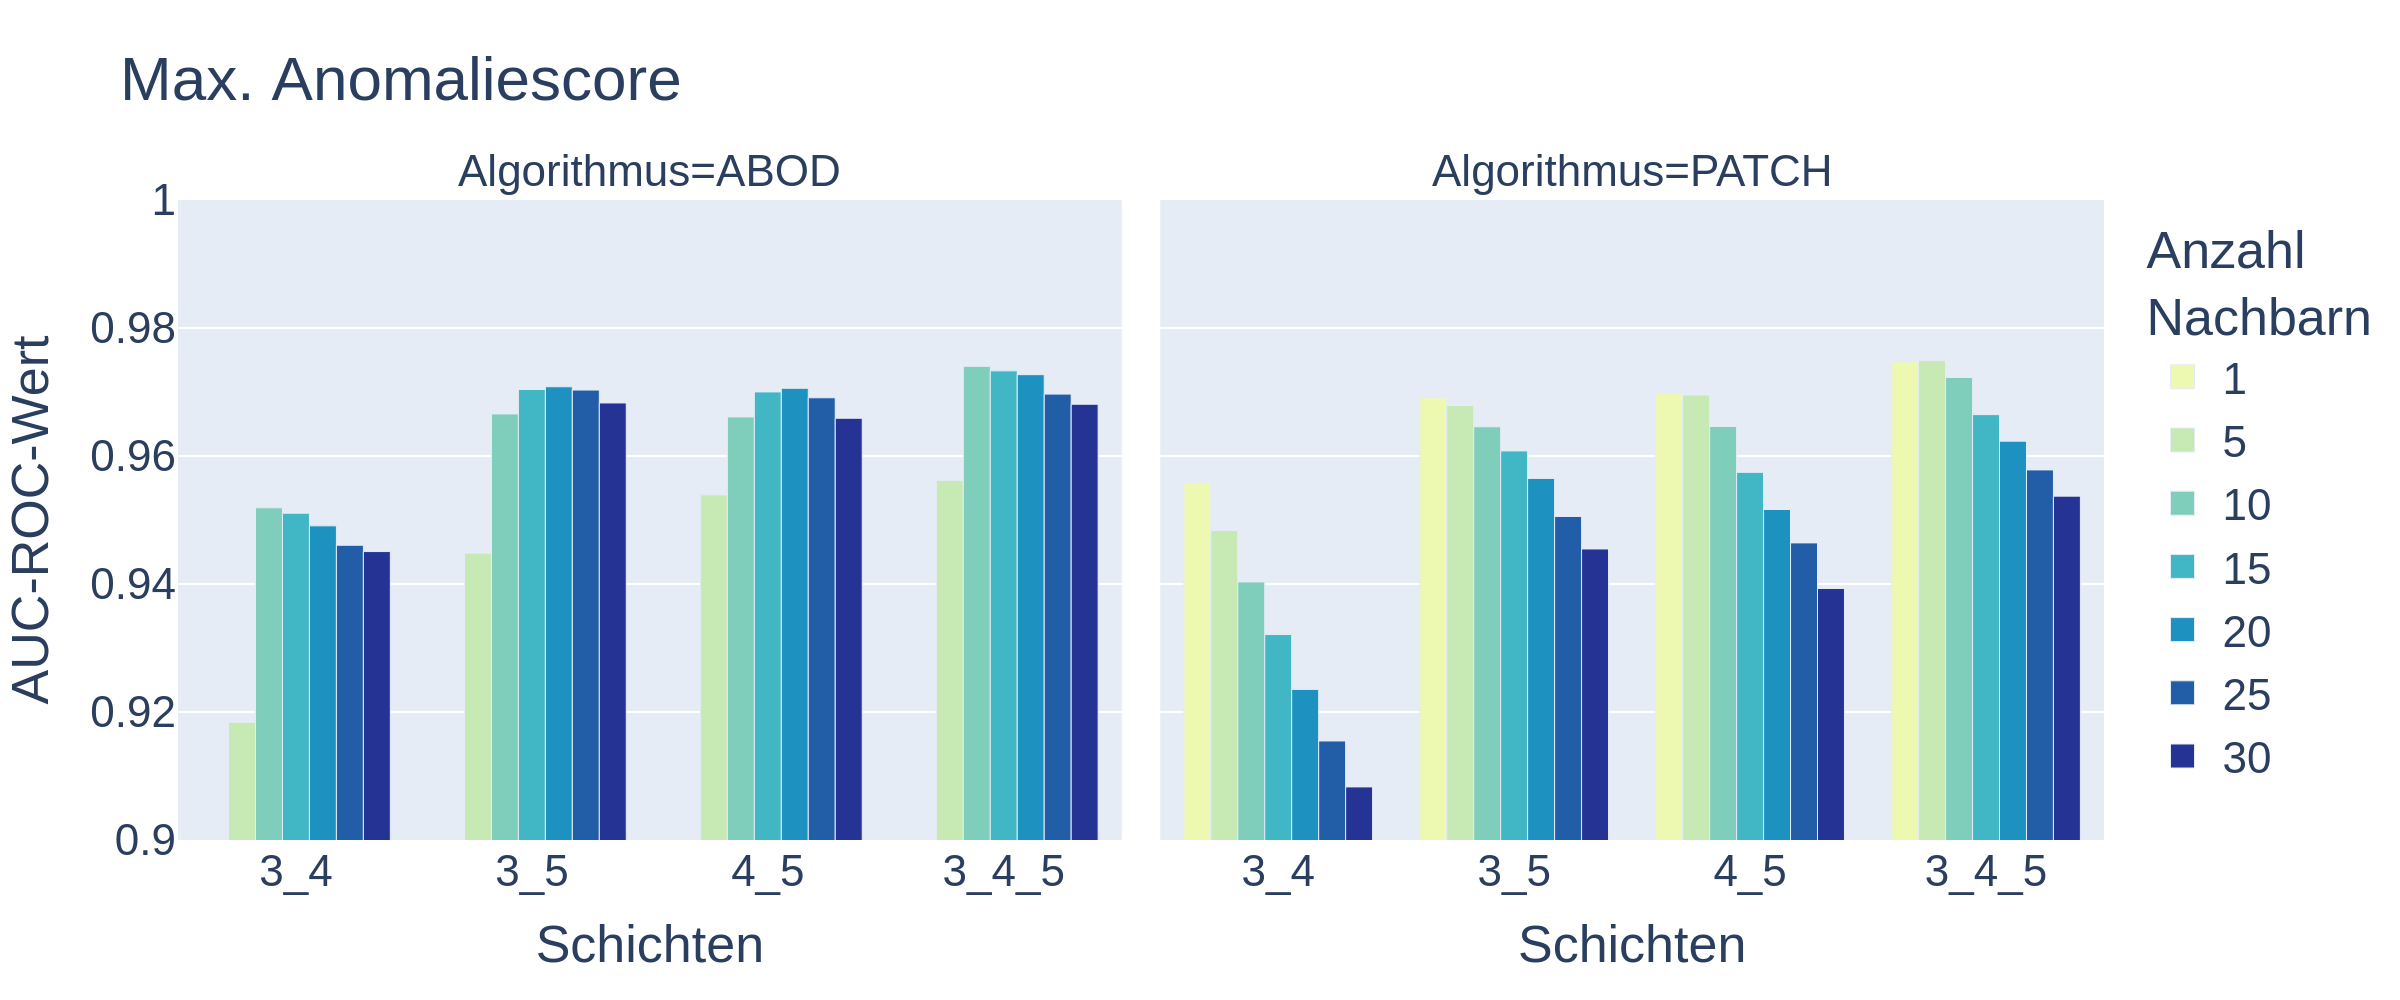 Max. Anomaliescore
Algorithmus=ABOD
Algorithmus=PATCH
1
0.98
0.96
0.94
0.92
0.9
AUC-ROC-Wert
3_4
3_5
4_5
3_4_5
3_4
3_5
4_5
3_4_5
Schichten
Schichten
Anzahl
Nachbarn
1
5
10
15
20
25
30